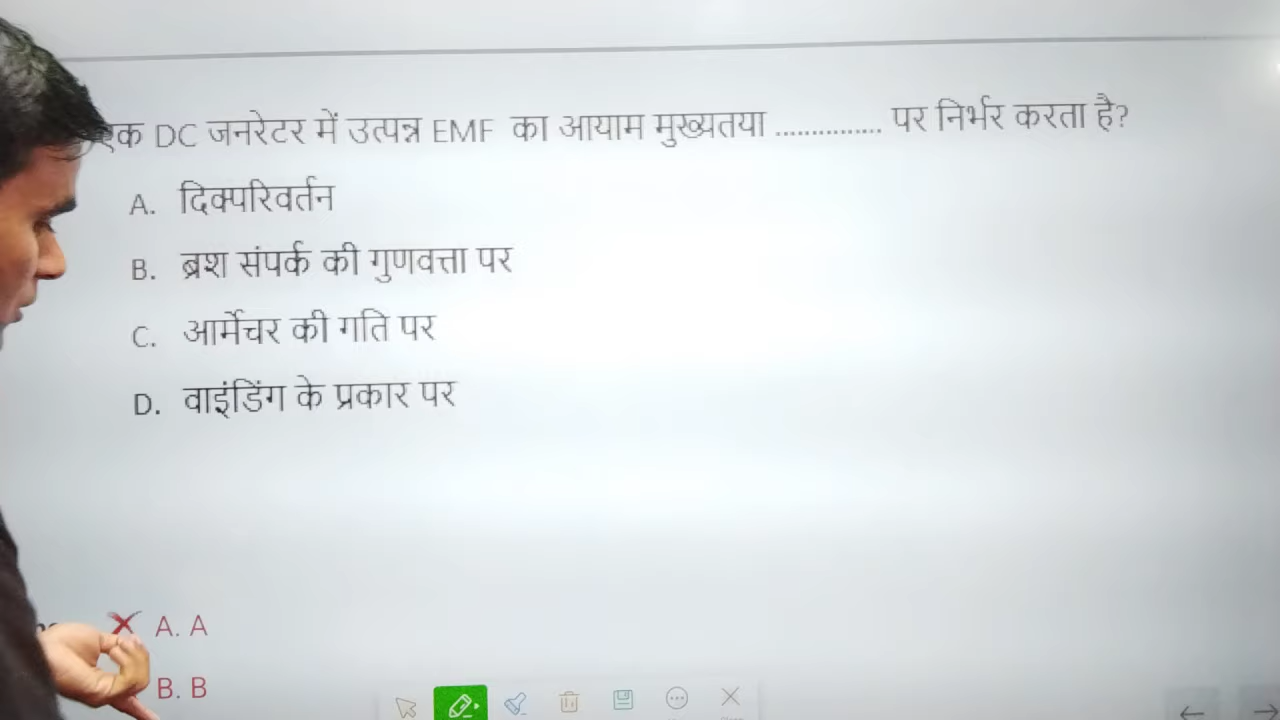 एक DC जनरेटर में उत्पन्न EMF का आयाम मुख्यतया ............... पर निर्भर करता है?
A. दिक्परिवर्तन
B. ब्रश संपर्क की गुणवत्ता पर
C. आर्मेचर की गति पर
D. वाइंडिंग के प्रकार पर
A. A
B. B